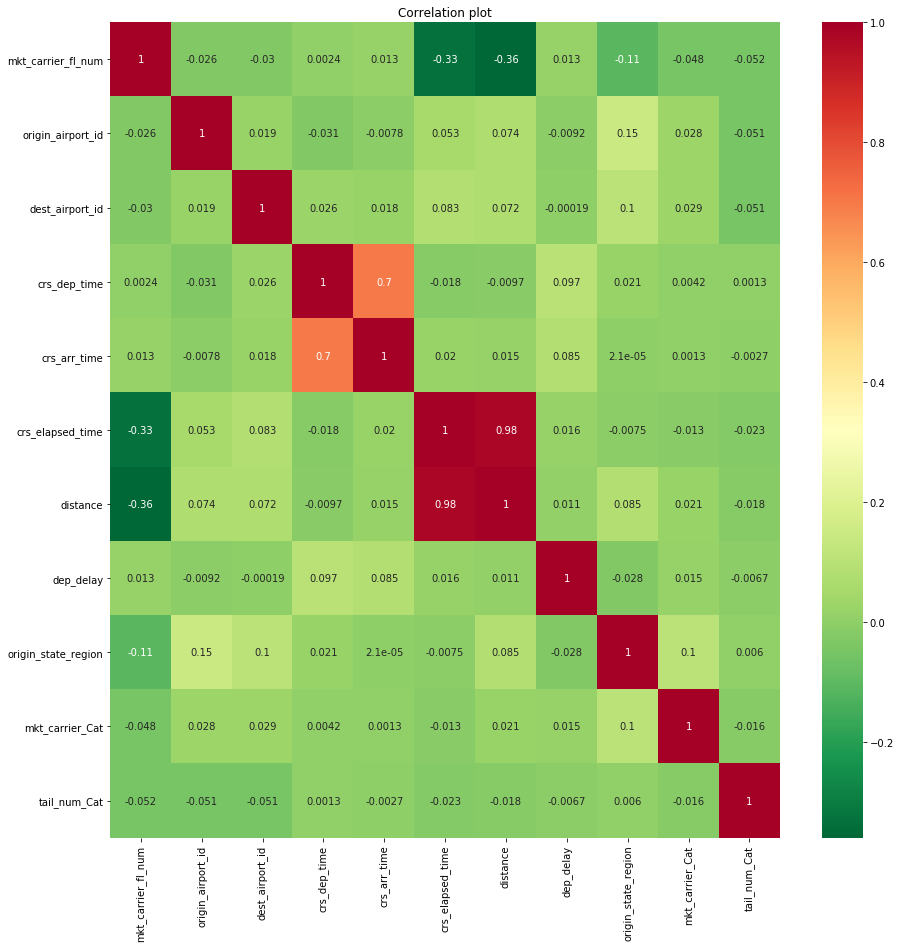 Correlation plot
mkt_carrier_fl_num 1 -0.026 -0.03 0.0024 0.013 -0.33 -0.36 0.013 -0.11 -0.048 -0.052
origin_airport_id -0.026 1 0.019 -0.031 -0.0078 0.053 0.074 -0.0092 0.15 0.028 -0.051
dest_airport_id -0.03 0.019 1 0.026 0.018 0.083 0.072 -0.00019 0.1 0.029 -0.051
crs_dep_time 0.0024 -0.031 0.026 1 0.7 -0.018 -0.0097 0.097 0.021 0.0042 0.0013
crs_arr_time 0.013 -0.0078 0.018 0.7 1 0.02 0.015 0.085 2.1e-05 0.0013 -0.0027
crs_elapsed_time -0.33 0.053 0.083 -0.018 0.02 1 0.98 0.016 -0.0075 -0.013 -0.023
distance -0.36 0.074 0.072 -0.0097 0.015 0.98 1 0.011 0.085 0.021 -0.018
dep_delay 0.013 -0.0092 -0.00019 0.097 0.085 0.016 0.011 1 -0.028 0.015 -0.0067
origin_state_region -0.11 0.15 0.1 0.021 2.1e-05 -0.0075 0.085 -0.028 1 0.1 0.006
mkt_carrier_Cat -0.048 0.028 0.029 0.0042 0.0013 -0.013 0.021 0.015 0.1 1 -0.016
tail_num_Cat -0.052 -0.051 -0.051 0.0013 -0.0027 -0.023 -0.018 -0.0067 0.006 -0.016 1
mkt_carrier_fl_num
origin_airport_id
dest_airport_id
crs_dep_time
crs_arr_time
crs_elapsed_time
distance
dep_delay
origin_state_region
mkt_carrier_Cat
tail_num_Cat
1.0
0.8
0.6
0.4
0.2
0.0
−0.2